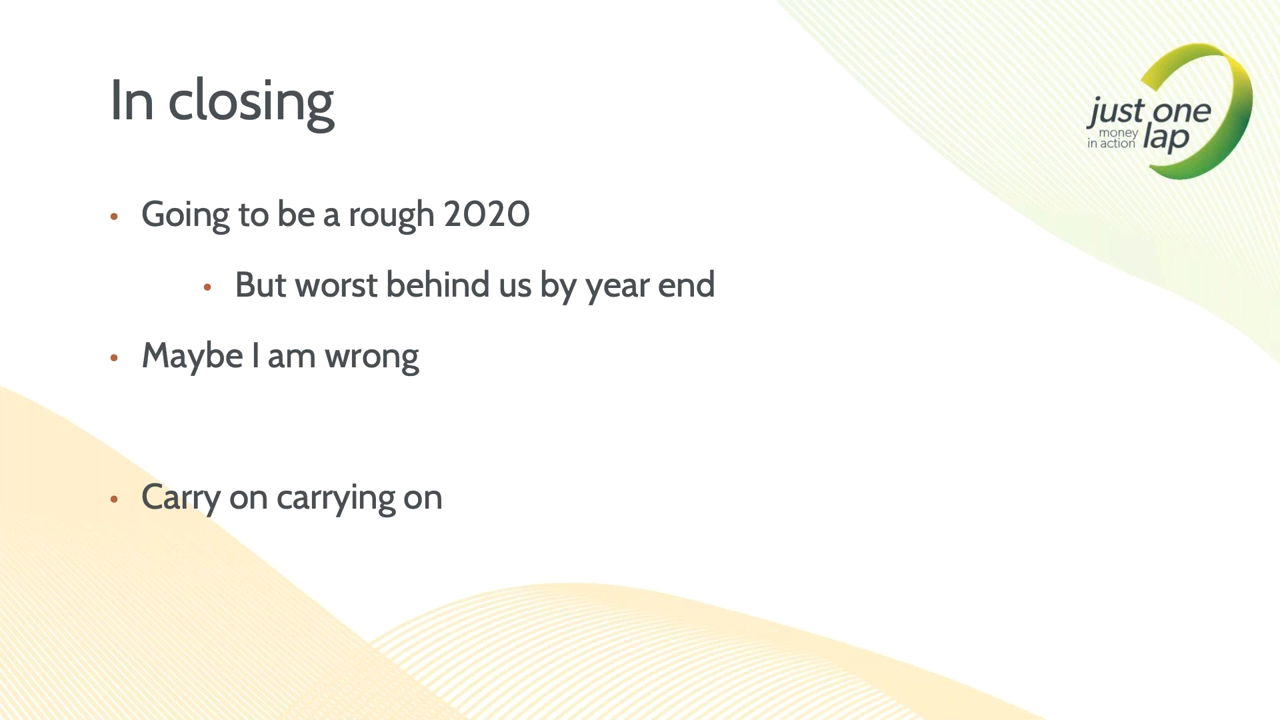 In closing
just one
money lap
in action
• Going to be a rough 2020
• But worst behind us by year end
• Maybe I am wrong
• Carry on carrying on